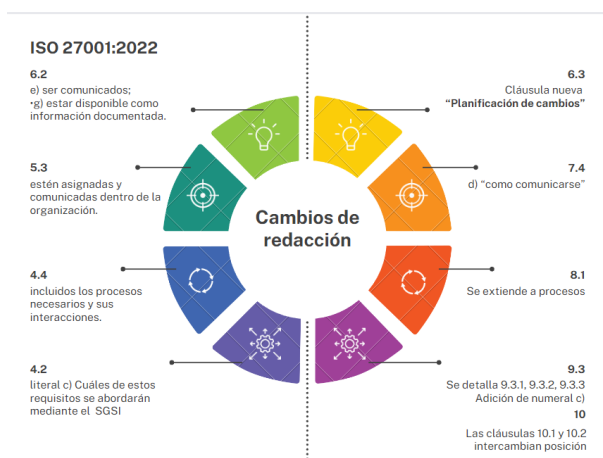 ISO 27001:2022
6.2
e) ser comunicados;
•g) estar disponible como
información documentada.
5.3
estén asignadas y
comunicadas dentro de la
organización.
4.4
incluidos los procesos
necesarios y sus
interacciones.
4.2
literal c) Cuáles de estos
requisitos se abordarán
mediante el SGSI
Cambios de
redacción
6.3
Cláusula nueva
“Planificación de cambios”
7.4
d) “como comunicarse”
8.1
Se extiende a procesos
9.3
Se detalla 9.3.1, 9.3.2, 9.3.3
Adición de numeral c)
10
Las cláusulas 10.1 y 10.2
intercambian posición